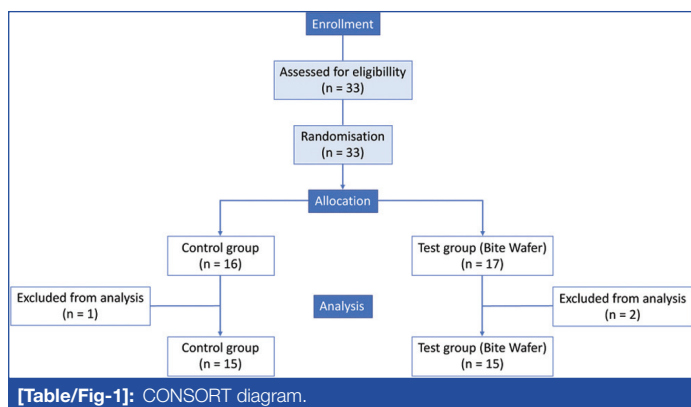 Enrollment
Assessed for eligibillity
(n = 33)
Randomisation
(n = 33)
Allocation
Control group
(n = 16)
Test group (Bite Wafer)
(n = 17)
Excluded from analysis
(n = 1)
Analysis
Excluded from analysis
(n = 2)
Control group
(n = 15)
Test group (Bite Wafer)
(n = 15)
[Table/Fig-1]: CONSORT diagram.